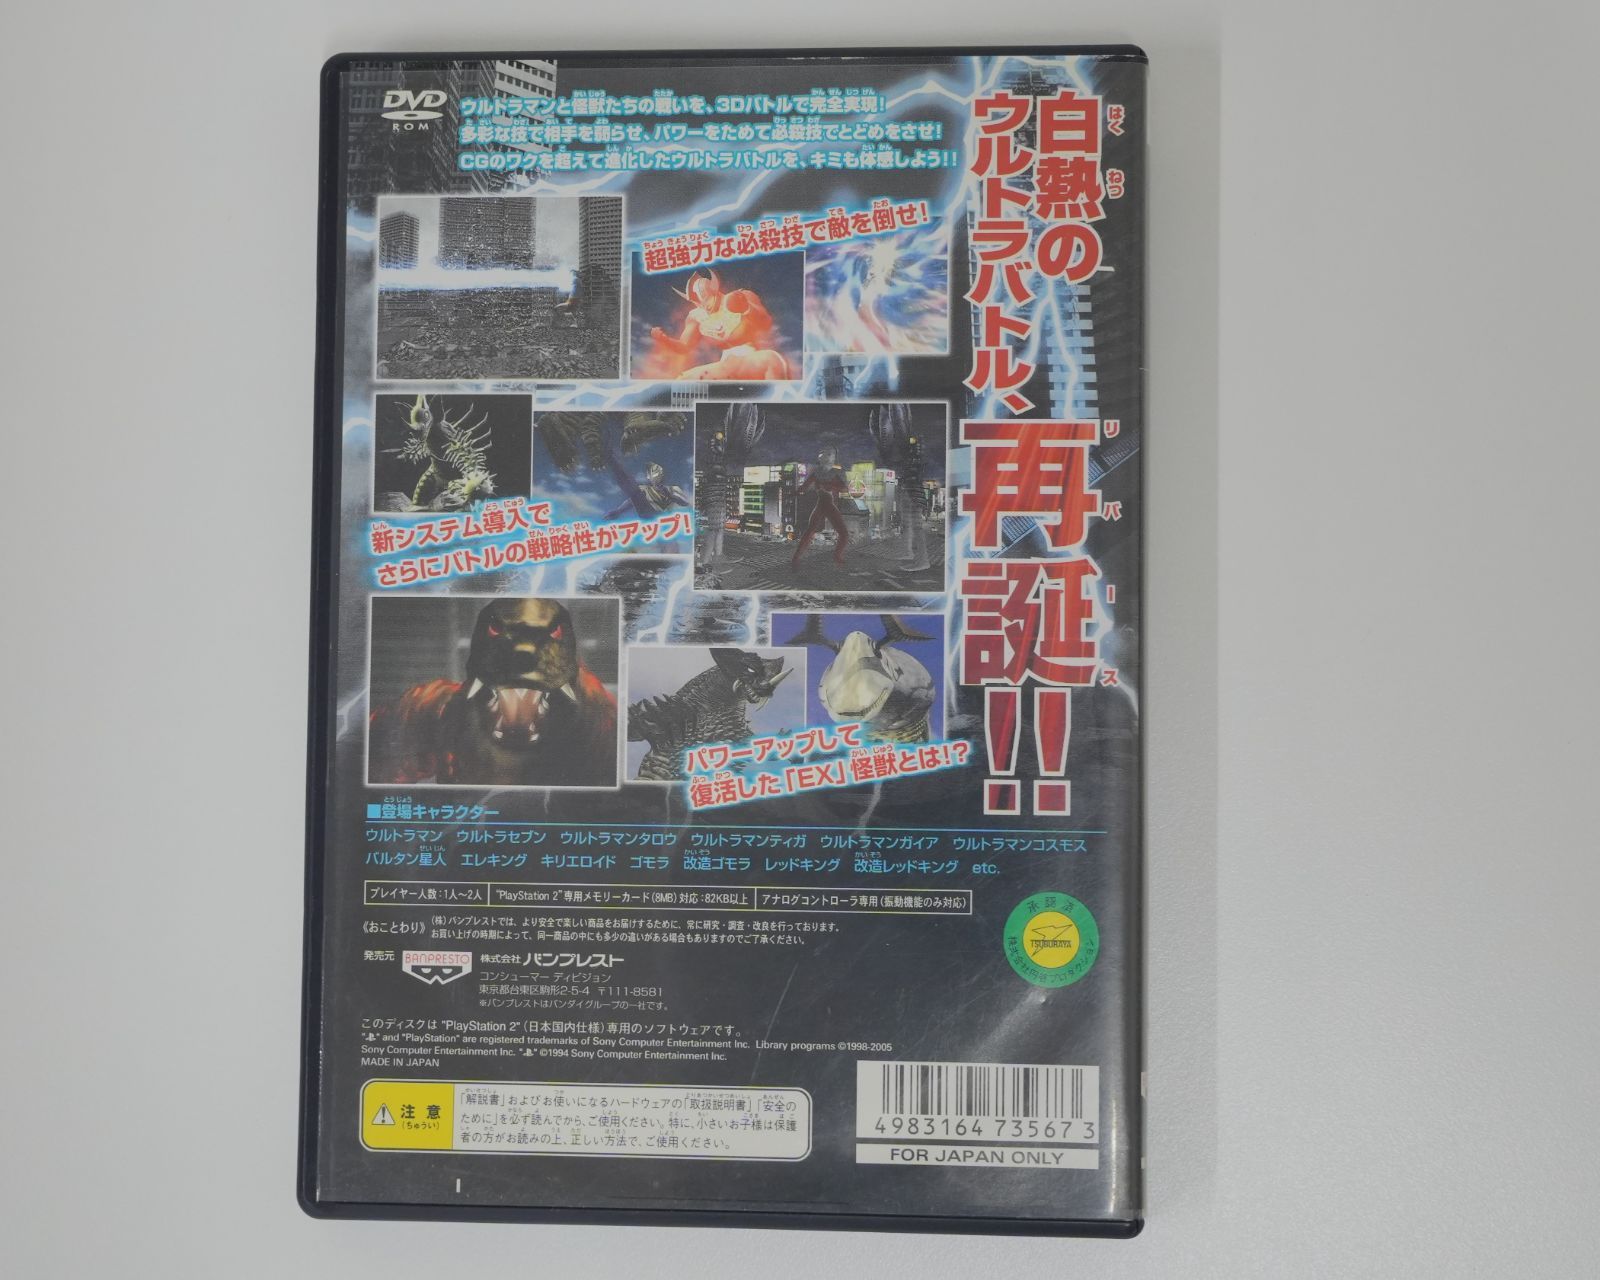 DVD
ROM
ウルトラマンと怪獣たちの戦いを、3Dバトルで完全実現!
多彩な技で相手を弱らせ、パワーをためて必殺技でとどめをさせ!
CGのワクを超えて進化したウルトラバトルを、キミも体感しよう!!
白熱の
ウルトラバトル、
再誕!!
リバース
超強力な必殺技で敵を倒せ!
新システム導入で
さらにバトルの戦略性がアップ!
パワーアップして
復活した「EX」怪獣とは!?
■登場キャラクター
ウルトラマン ウルトラセブン ウルトラマンタロウ ウルトラマンティガ ウルトラマンガイア ウルトラマンコスモス
バルタン星人 エレキング キリエロイド ゴモラ 改造ゴモラ レッドキング 改造レッドキング etc.
プレイヤー人数:1人〜2人 "PlayStation 2"専用メモリーカード(8MB)対応:82KB以上 アナログコントローラ専用(振動機能のみ対応)
《おことわり》 (株)バンプレストでは、より安全で楽しい商品をお届けするために、常に研究・調査・改良を行っております。
お買い上げの時期によって、同一商品の中にも多少の違いがある場合もありますのでご了承ください。
承認済
TSUBURAYA
株式会社円谷プロダクション
発売元 BANPRESTO 株式会社バンプレスト
コンシューマー ディビジョン
東京都台東区駒形2-5-4 〒111-8581
※バンプレストはバンダイグループの一社です。
このディスクは "PlayStation 2"(日本国内仕様)専用のソフトウェアです。
" " and "PlayStation" are registered trademarks of Sony Computer Entertainment Inc. Library programs ©1998-2005
Sony Computer Entertainment Inc. " " ©1994 Sony Computer Entertainment Inc.
MADE IN JAPAN
注意
(ちゅうい)
「解説書」およびお使いになるハードウェアの「取扱説明書」「安全の
ために」を必ず読んでから、ご使用ください。特に、小さいお子様は保護
者の方がお読みの上、正しい方法で、ご使用ください。
4983164 735673
FOR JAPAN ONLY